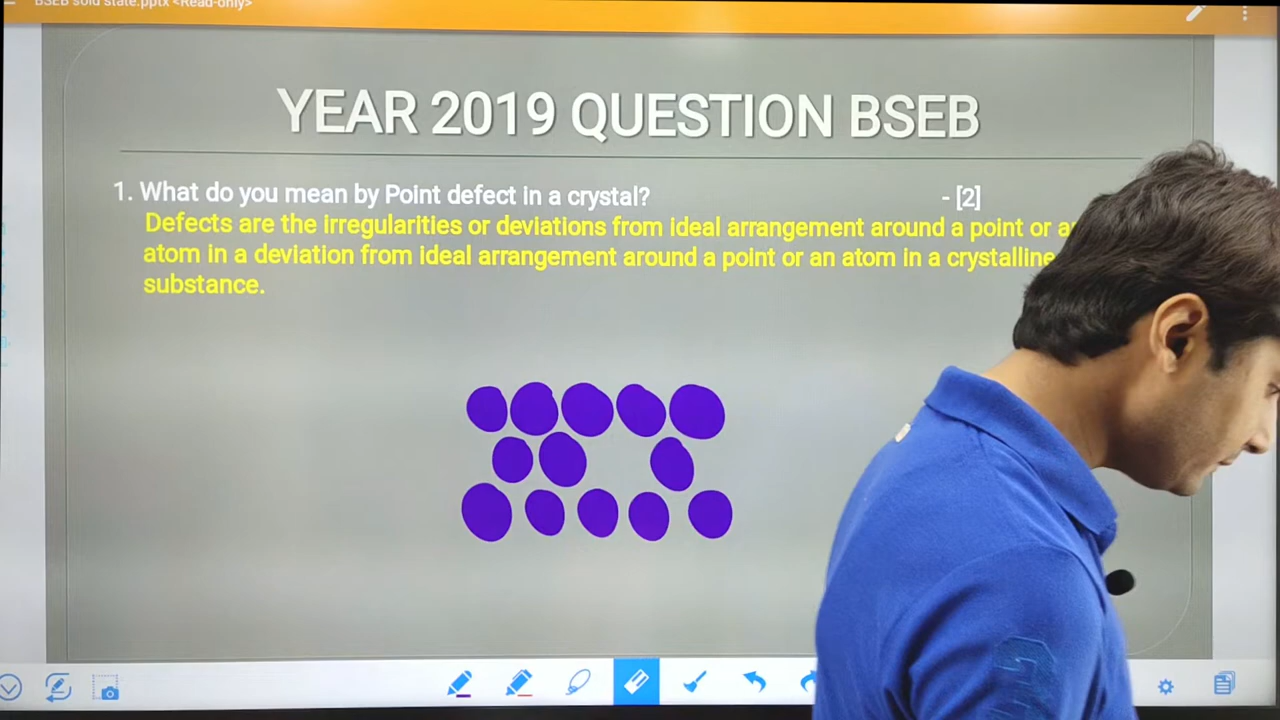 BSEB solid state.pptx <Read-only>
YEAR 2019 QUESTION BSEB
1. What do you mean by Point defect in a crystal? - [2]
Defects are the irregularities or deviations from ideal arrangement around a point or
atom in a deviation from ideal arrangement around a point or an atom in a crystalline
substance.